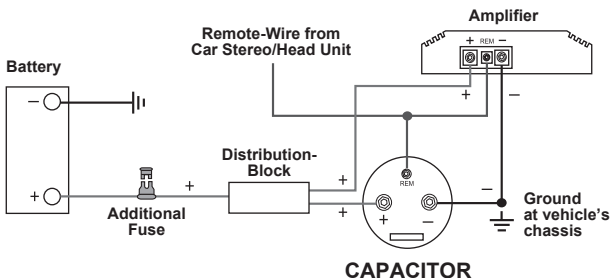 Amplifier
Remote-Wire from
Car Stereo/Head Unit
+ REM −
Battery
+ −
−
Distribution-
Block
+
REM
+
+
−
Additional
Fuse
+
+ −
Ground
at vehicle's
chassis
CAPACITOR